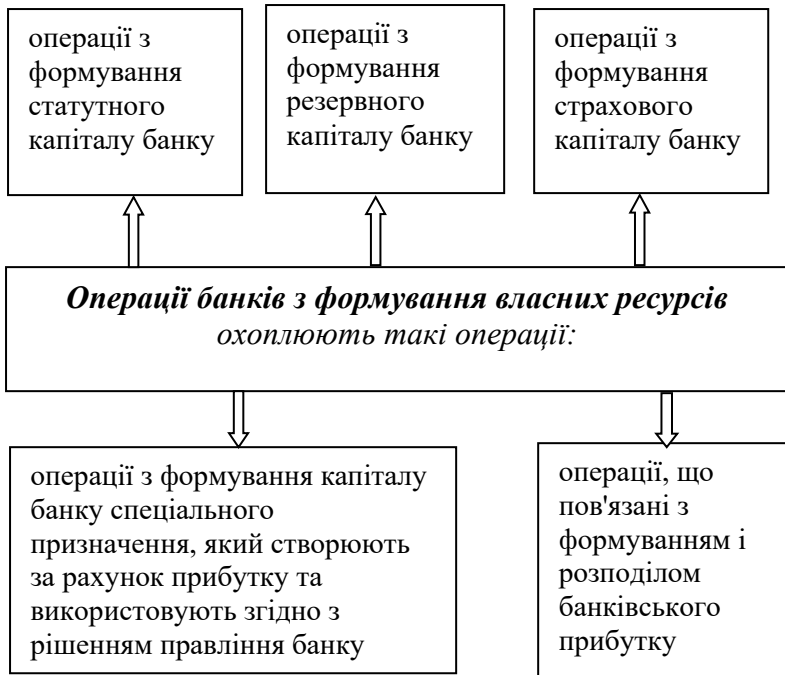 операції з
формування
статутного
капіталу банку
операції з
формування
резервного
капіталу банку
операції з
формування
страхового
капіталу банку
Операції банків з формування власних ресурсів
охоплюють такі операції:
операції з формування капіталу
банку спеціального
призначення, який створюють
за рахунок прибутку та
використовують згідно з
рішенням правління банку
операції, що
пов'язані з
формуванням і
розподілом
банківського
прибутку